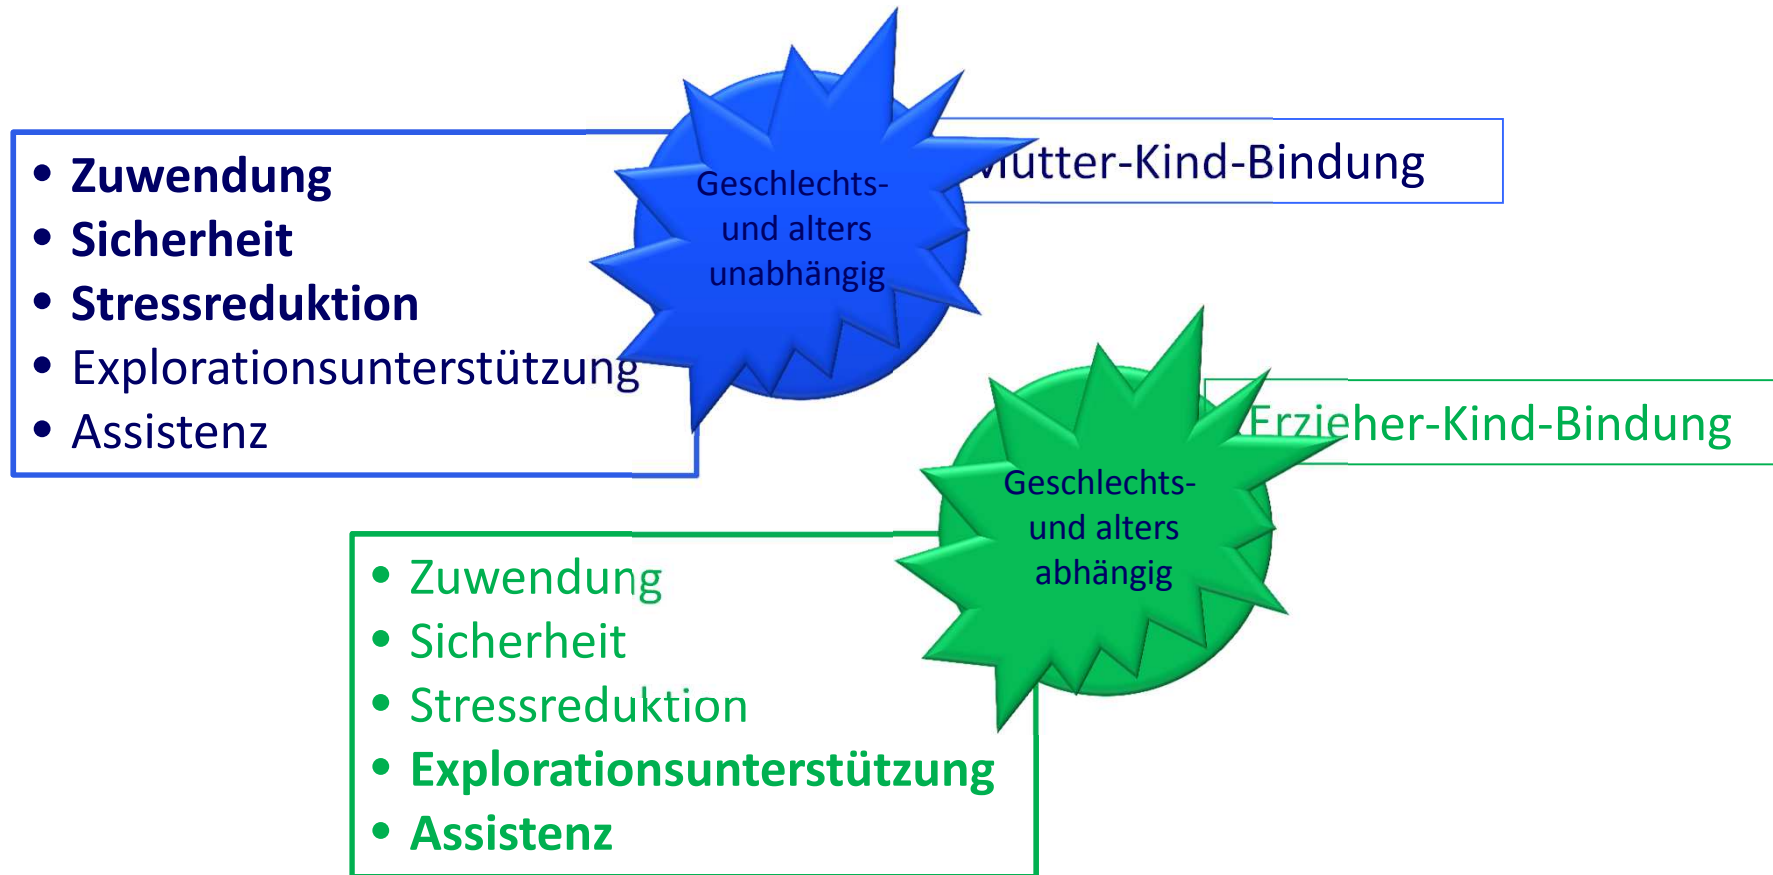 • Zuwendung
• Sicherheit
• Stressreduktion
• Explorationsunterstützung
• Assistenz
Geschlechts-
und alters
unabhängig
Mutter-Kind-Bindung
Erzieher-Kind-Bindung
Geschlechts-
und alters
abhängig
• Zuwendung
• Sicherheit
• Stressreduktion
• Explorationsunterstützung
• Assistenz